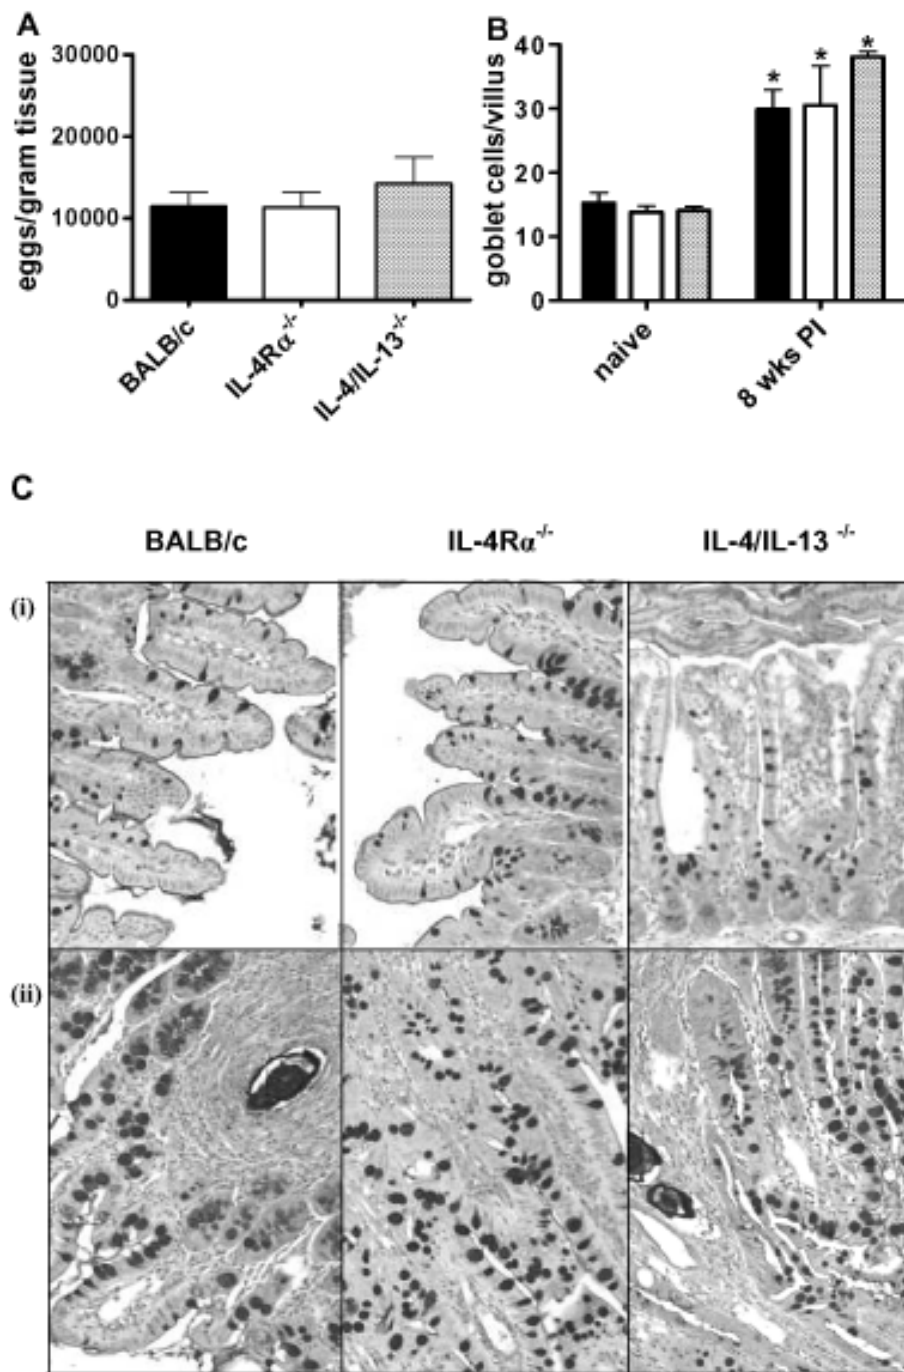 A
eggs/gram tissue
30000
20000
10000
0
BALB/c
IL-4Rα-/-
IL-4/IL-13-/-
B
goblet cells/villus
40
30
20
10
0
* * *
naive
8 wks PI
C
BALB/c IL-4Rα-/- IL-4/IL-13 -/-
(i)
(ii)